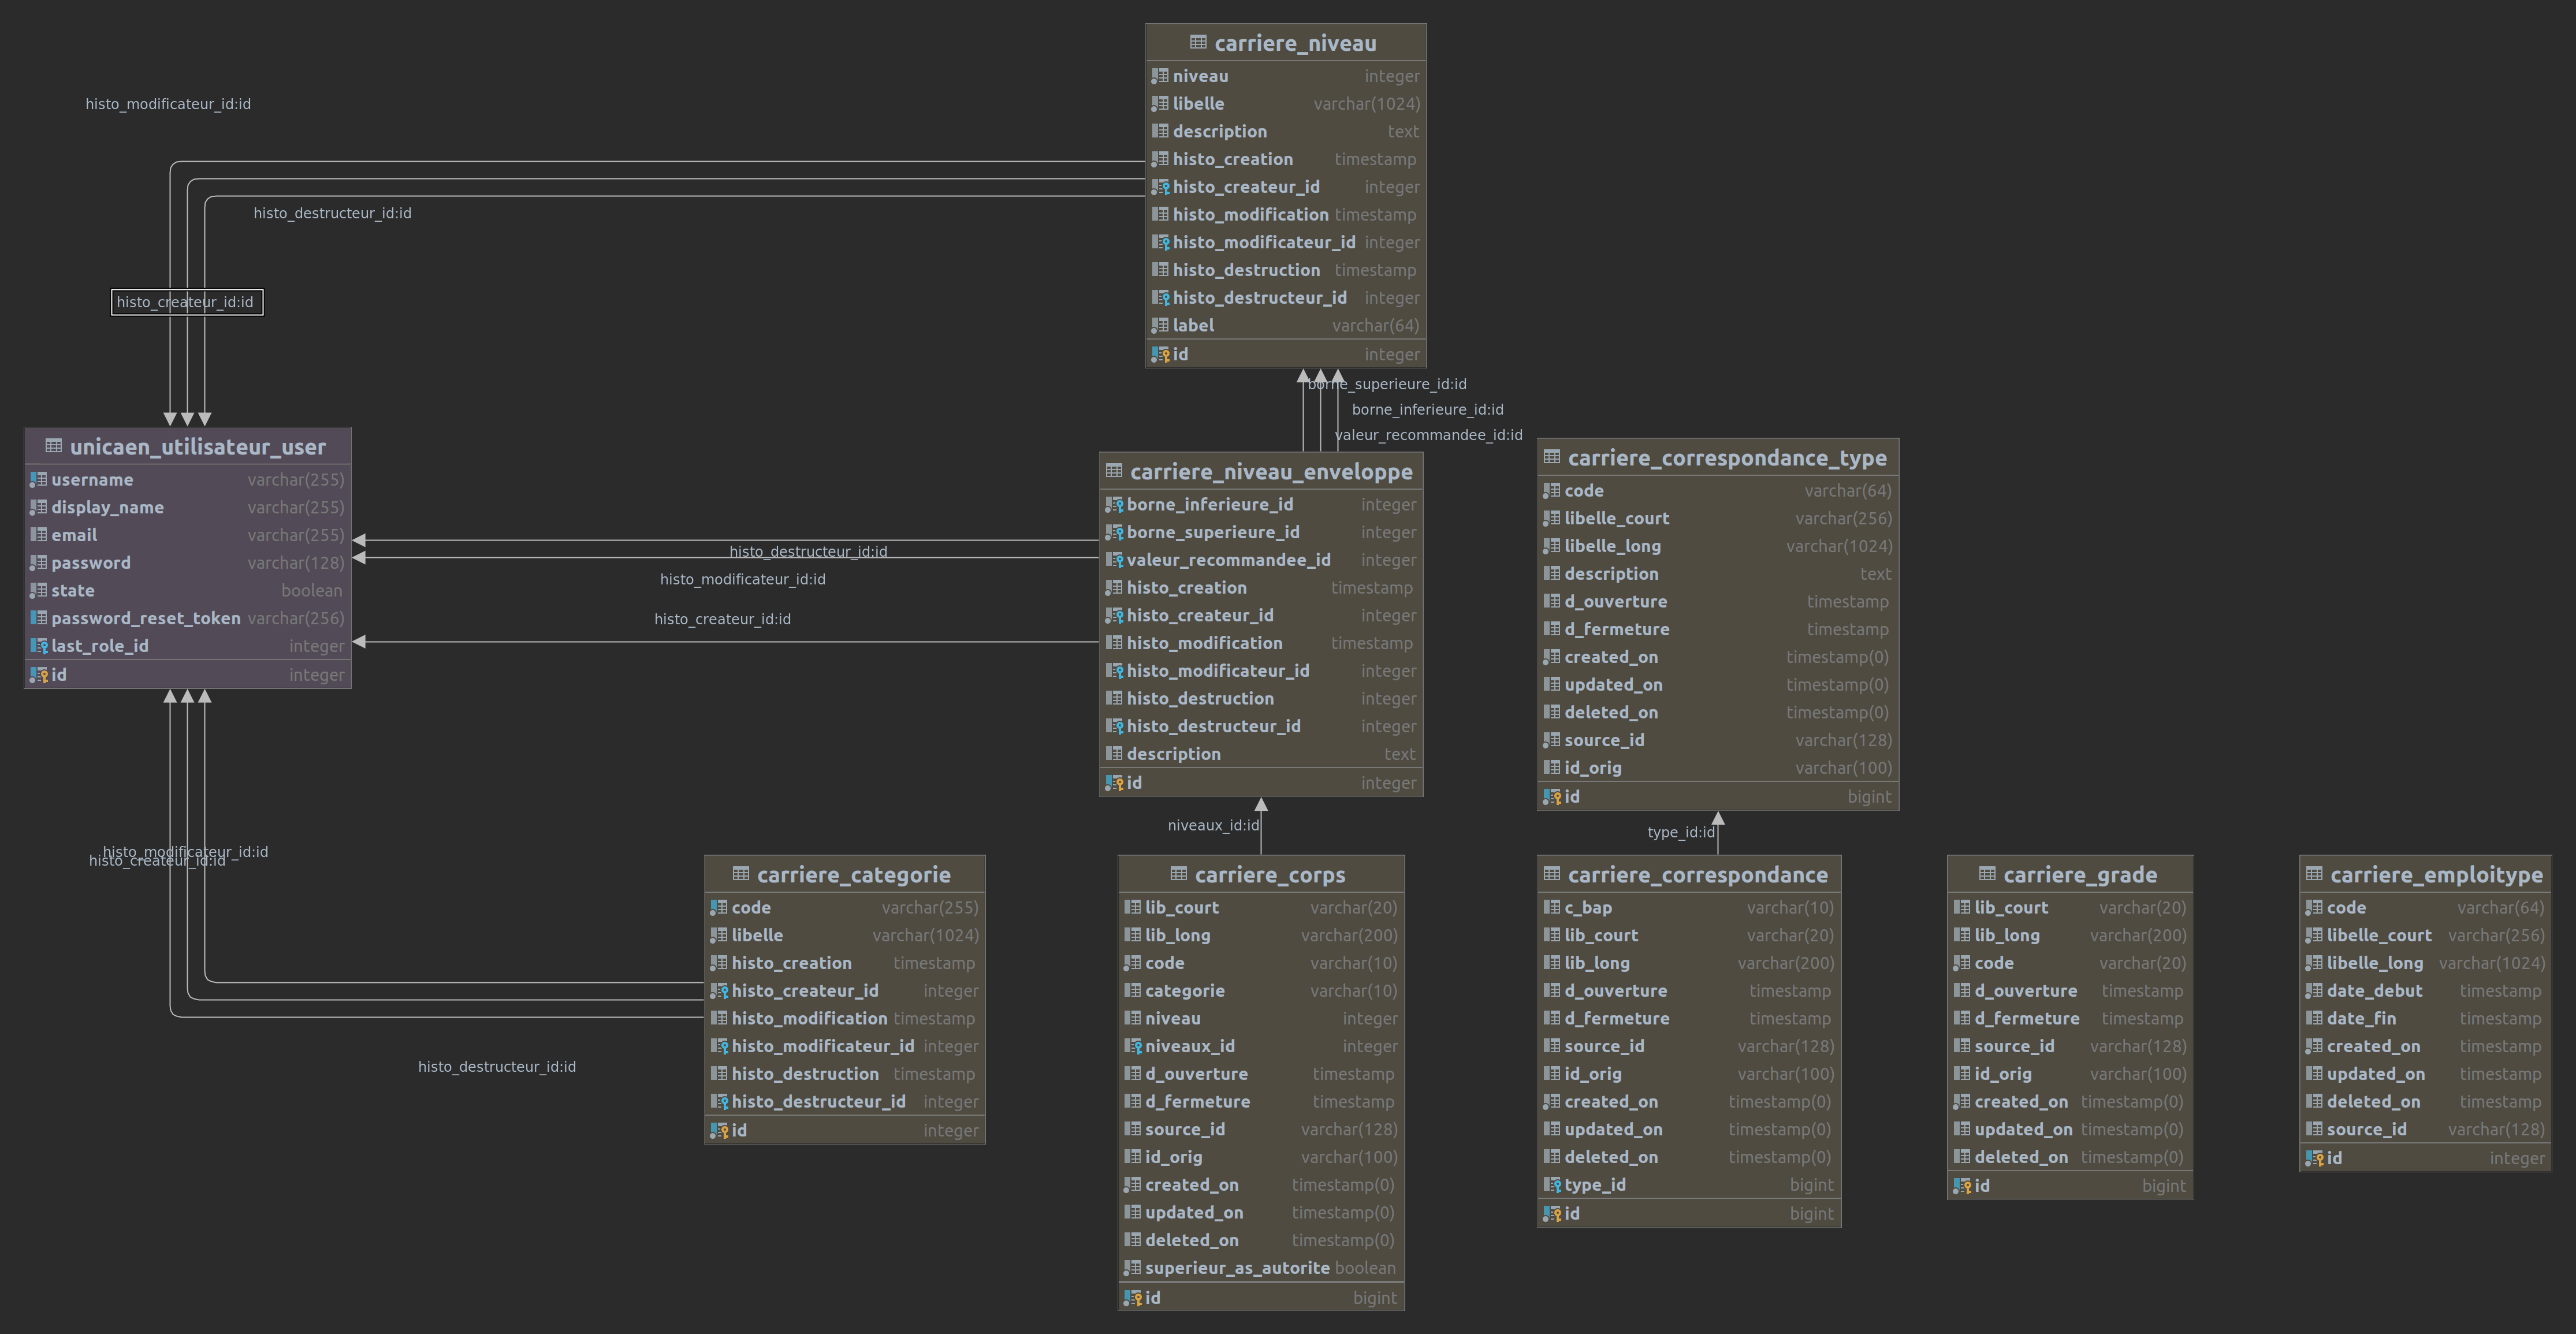 carriere_niveau
niveau integer
libelle varchar(1024)
description text
histo_creation timestamp
histo_createur_id integer
histo_modification timestamp
histo_modificateur_id integer
histo_destruction timestamp
histo_destructeur_id integer
label varchar(64)
id integer
histo_modificateur_id:id
histo_destructeur_id:id
histo_createur_id:id
borne_superieure_id:id
borne_inferieure_id:id
valeur_recommandee_id:id
unicaen_utilisateur_user
username varchar(255)
display_name varchar(255)
email varchar(255)
password varchar(128)
state boolean
password_reset_token varchar(256)
last_role_id integer
id integer
histo_destructeur_id:id
histo_modificateur_id:id
histo_createur_id:id
carriere_niveau_enveloppe
borne_inferieure_id integer
borne_superieure_id integer
valeur_recommandee_id integer
histo_creation timestamp
histo_createur_id integer
histo_modification timestamp
histo_modificateur_id integer
histo_destruction integer
histo_destructeur_id integer
description text
id integer
carriere_correspondance_type
code varchar(64)
libelle_court varchar(256)
libelle_long varchar(1024)
description text
d_ouverture timestamp
d_fermeture timestamp
created_on timestamp(0)
updated_on timestamp(0)
deleted_on timestamp(0)
source_id varchar(128)
id_orig varchar(100)
id bigint
niveaux_id:id
type_id:id
histo_modificateur_id:id
histo_createur_id:id
histo_destructeur_id:id
carriere_categorie
code varchar(255)
libelle varchar(1024)
histo_creation timestamp
histo_createur_id integer
histo_modification timestamp
histo_modificateur_id integer
histo_destruction timestamp
histo_destructeur_id integer
id integer
carriere_corps
lib_court varchar(20)
lib_long varchar(200)
code varchar(10)
categorie varchar(10)
niveau integer
niveaux_id integer
d_ouverture timestamp
d_fermeture timestamp
source_id varchar(128)
id_orig varchar(100)
created_on timestamp(0)
updated_on timestamp(0)
deleted_on timestamp(0)
superieur_as_autorite boolean
id bigint
carriere_correspondance
c_bap varchar(10)
lib_court varchar(20)
lib_long varchar(200)
d_ouverture timestamp
d_fermeture timestamp
source_id varchar(128)
id_orig varchar(100)
created_on timestamp(0)
updated_on timestamp(0)
deleted_on timestamp(0)
type_id bigint
id bigint
carriere_grade
lib_court varchar(20)
lib_long varchar(200)
code varchar(20)
d_ouverture timestamp
d_fermeture timestamp
source_id varchar(128)
id_orig varchar(100)
created_on timestamp(0)
updated_on timestamp(0)
deleted_on timestamp(0)
id bigint
carriere_emploitype
code varchar(64)
libelle_court varchar(256)
libelle_long varchar(1024)
date_debut timestamp
date_fin timestamp
created_on timestamp
updated_on timestamp
deleted_on timestamp
source_id varchar(128)
id integer